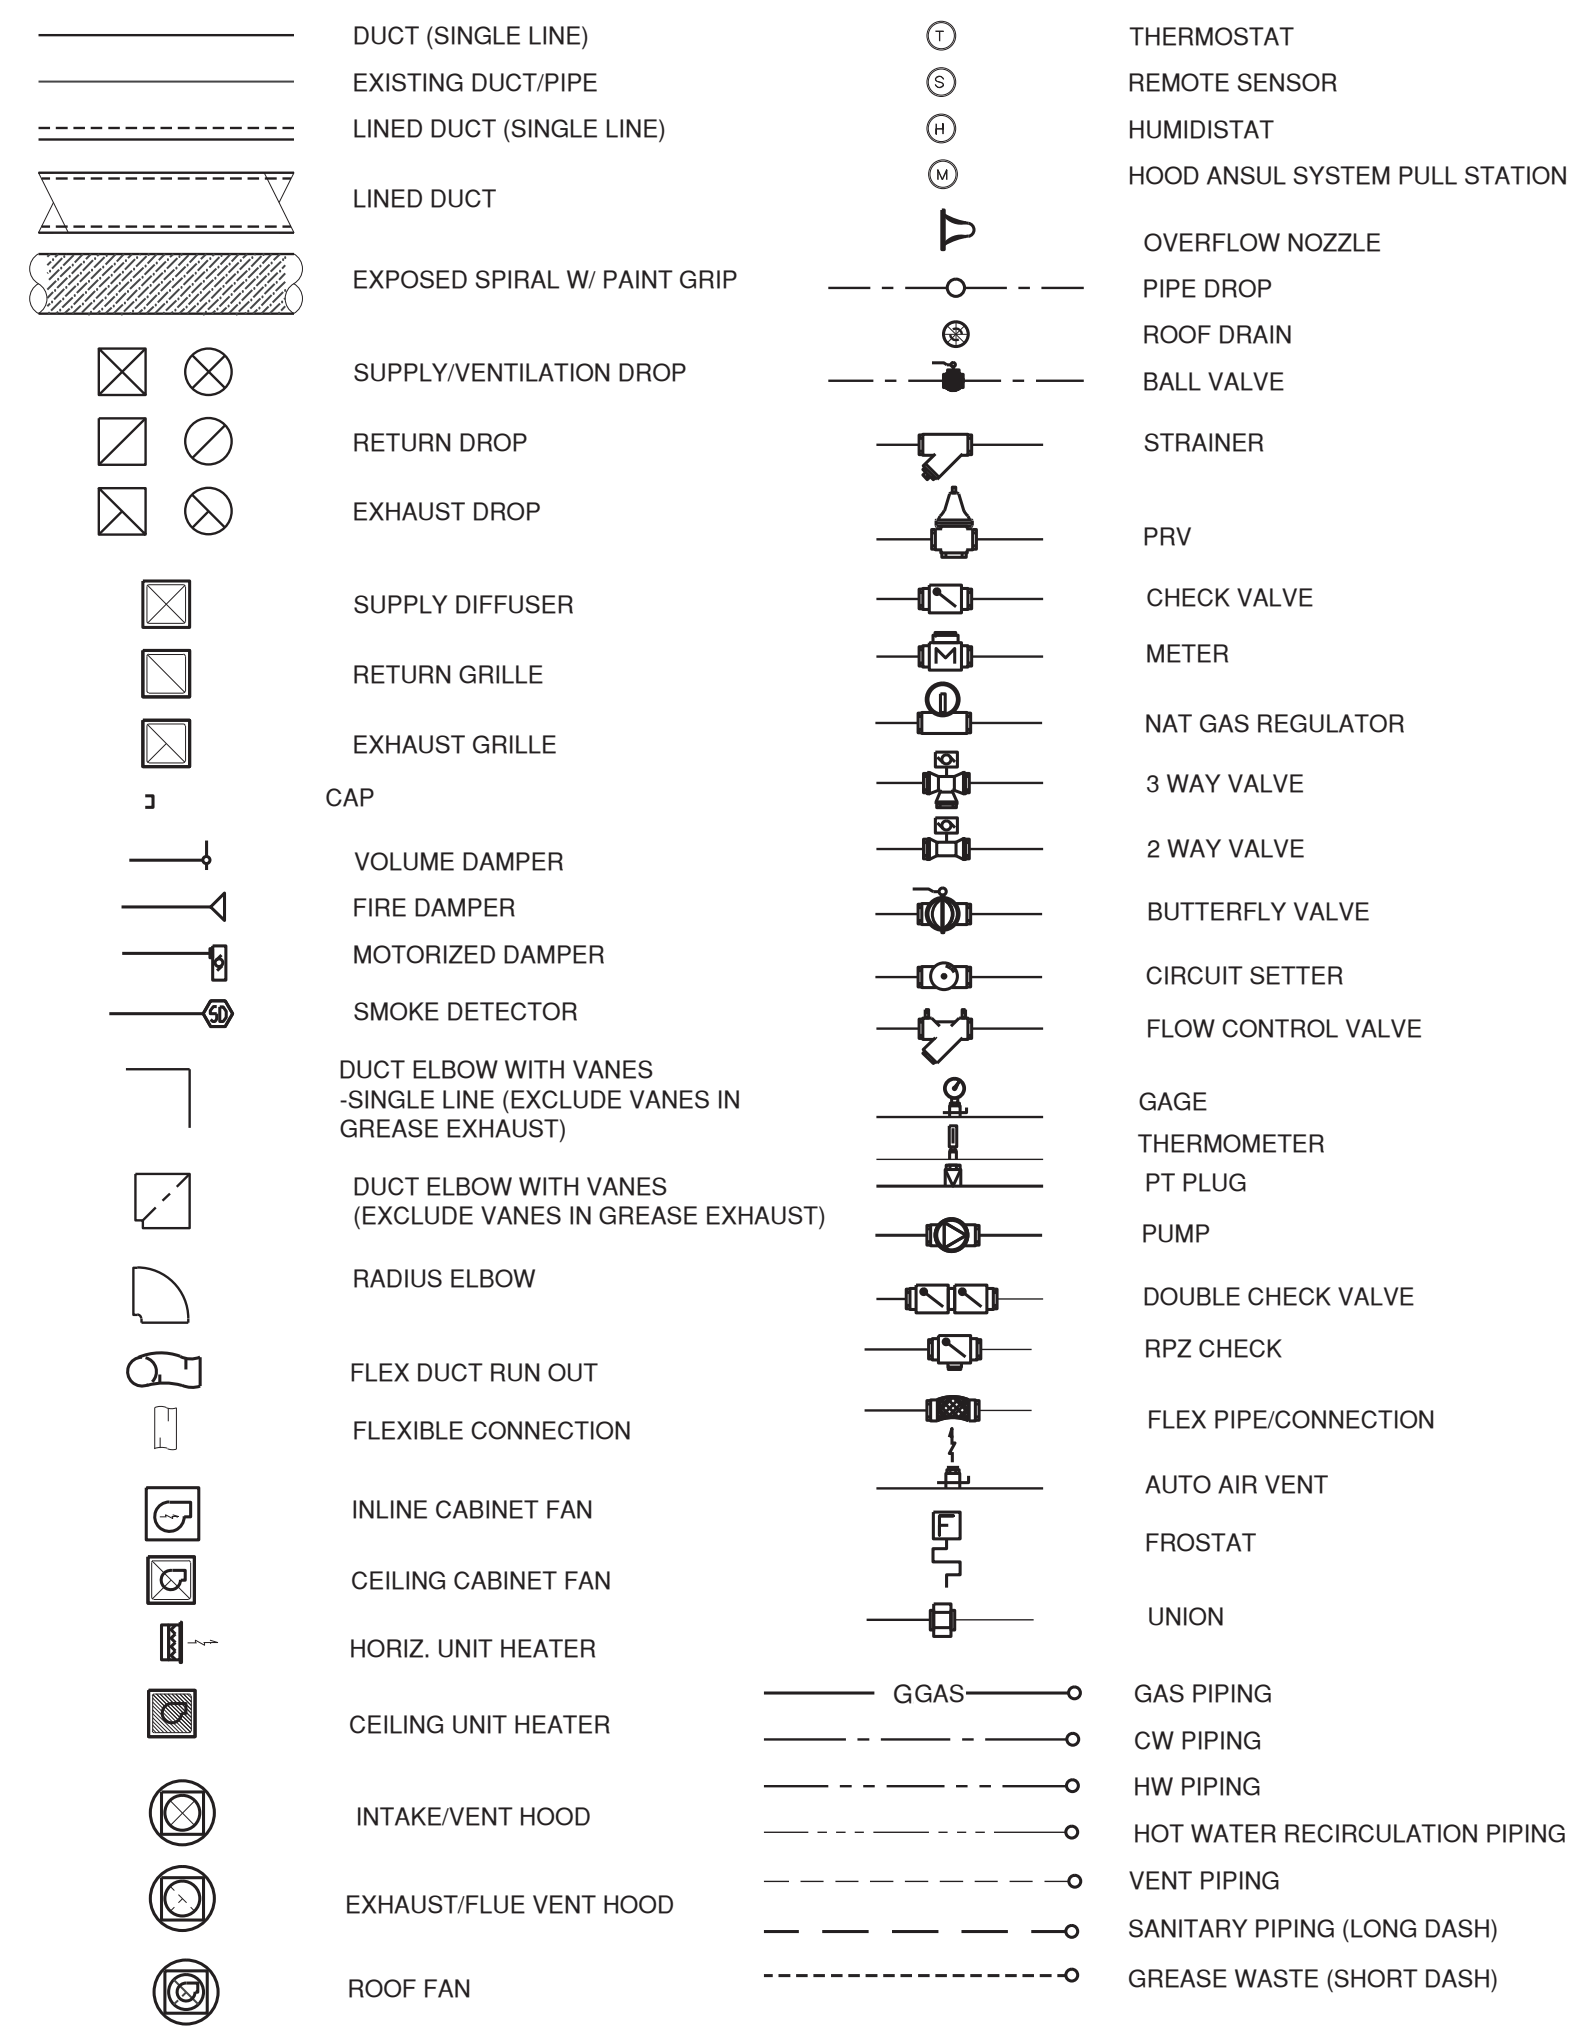 DUCT (SINGLE LINE)
EXISTING DUCT/PIPE
LINED DUCT (SINGLE LINE)
LINED DUCT
EXPOSED SPIRAL W/ PAINT GRIP
SUPPLY/VENTILATION DROP
RETURN DROP
EXHAUST DROP
SUPPLY DIFFUSER
RETURN GRILLE
EXHAUST GRILLE
CAP
VOLUME DAMPER
FIRE DAMPER
MOTORIZED DAMPER
SD SMOKE DETECTOR
DUCT ELBOW WITH VANES
-SINGLE LINE (EXCLUDE VANES IN
GREASE EXHAUST)
DUCT ELBOW WITH VANES
(EXCLUDE VANES IN GREASE EXHAUST)
RADIUS ELBOW
FLEX DUCT RUN OUT
FLEXIBLE CONNECTION
INLINE CABINET FAN
CEILING CABINET FAN
HORIZ. UNIT HEATER
CEILING UNIT HEATER
INTAKE/VENT HOOD
EXHAUST/FLUE VENT HOOD
ROOF FAN
T THERMOSTAT
S REMOTE SENSOR
H HUMIDISTAT
M HOOD ANSUL SYSTEM PULL STATION
OVERFLOW NOZZLE
PIPE DROP
ROOF DRAIN
BALL VALVE
STRAINER
PRV
CHECK VALVE
M METER
NAT GAS REGULATOR
3 WAY VALVE
2 WAY VALVE
BUTTERFLY VALVE
CIRCUIT SETTER
FLOW CONTROL VALVE
GAGE
THERMOMETER
PT PLUG
PUMP
DOUBLE CHECK VALVE
RPZ CHECK
FLEX PIPE/CONNECTION
AUTO AIR VENT
F FROSTAT
UNION
GGAS GAS PIPING
CW PIPING
HW PIPING
HOT WATER RECIRCULATION PIPING
VENT PIPING
SANITARY PIPING (LONG DASH)
GREASE WASTE (SHORT DASH)